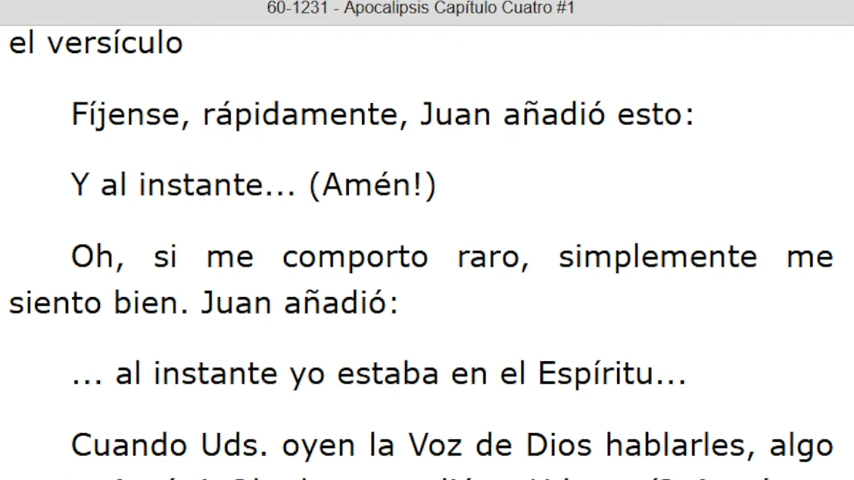 60-1231 - Apocalipsis Capítulo Cuatro #1
el versículo
Fíjense, rápidamente, Juan añadió esto:
Y al instante... (Amén!)
Oh, si me comporto raro, simplemente me
siento bien. Juan añadió:
... al instante yo estaba en el Espíritu...
Cuando Uds. oyen la Voz de Dios hablarles, algo